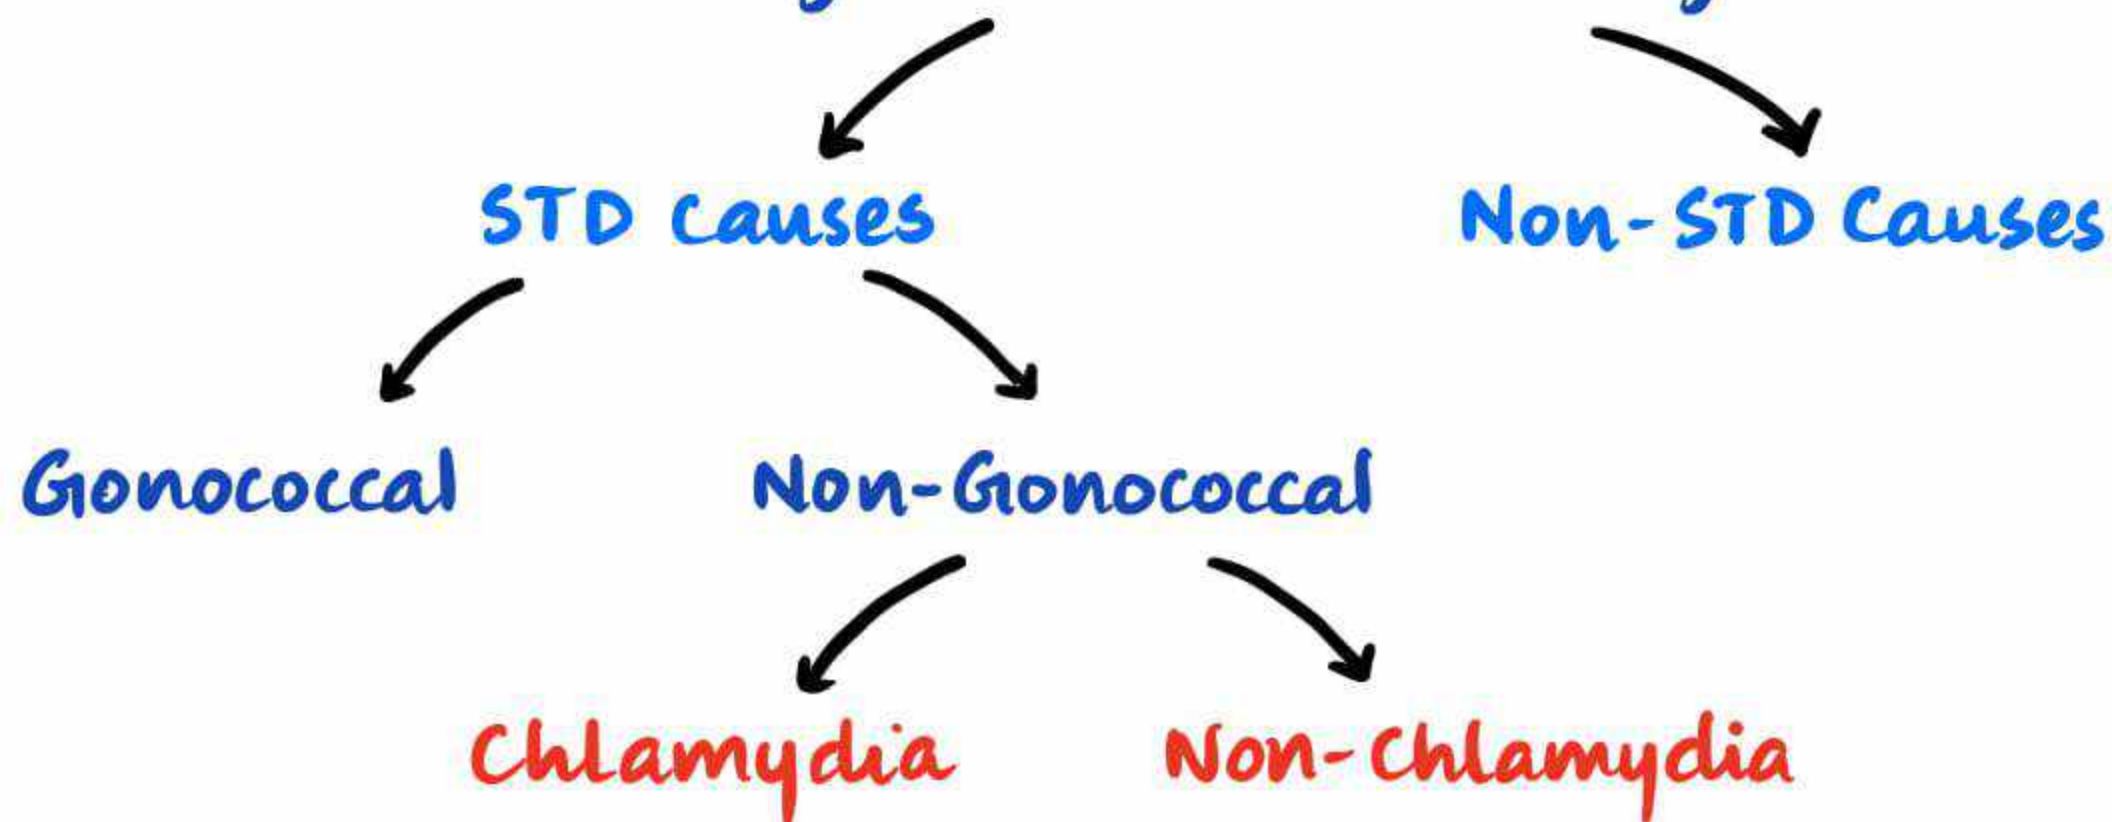 STD Causes Non-STD Causes
Gonococcal Non-Gonococcal
Chlamydia Non-Chlamydia